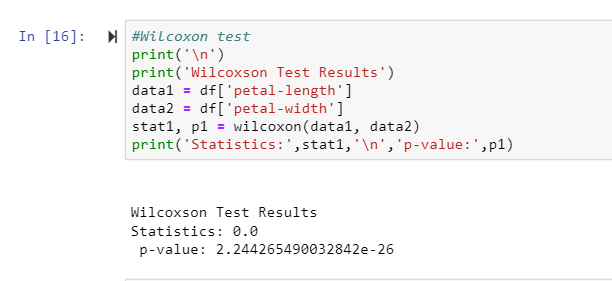 In [16]:
#Wilcoxon test
print('\n')
print('Wilcoxson Test Results')
data1 = df['petal-length']
data2 = df['petal-width']
stat1, p1 = wilcoxon(data1, data2)
print('Statistics:',stat1,'\n','p-value:',p1)
Wilcoxson Test Results
Statistics: 0.0
 p-value: 2.244265490032842e-26